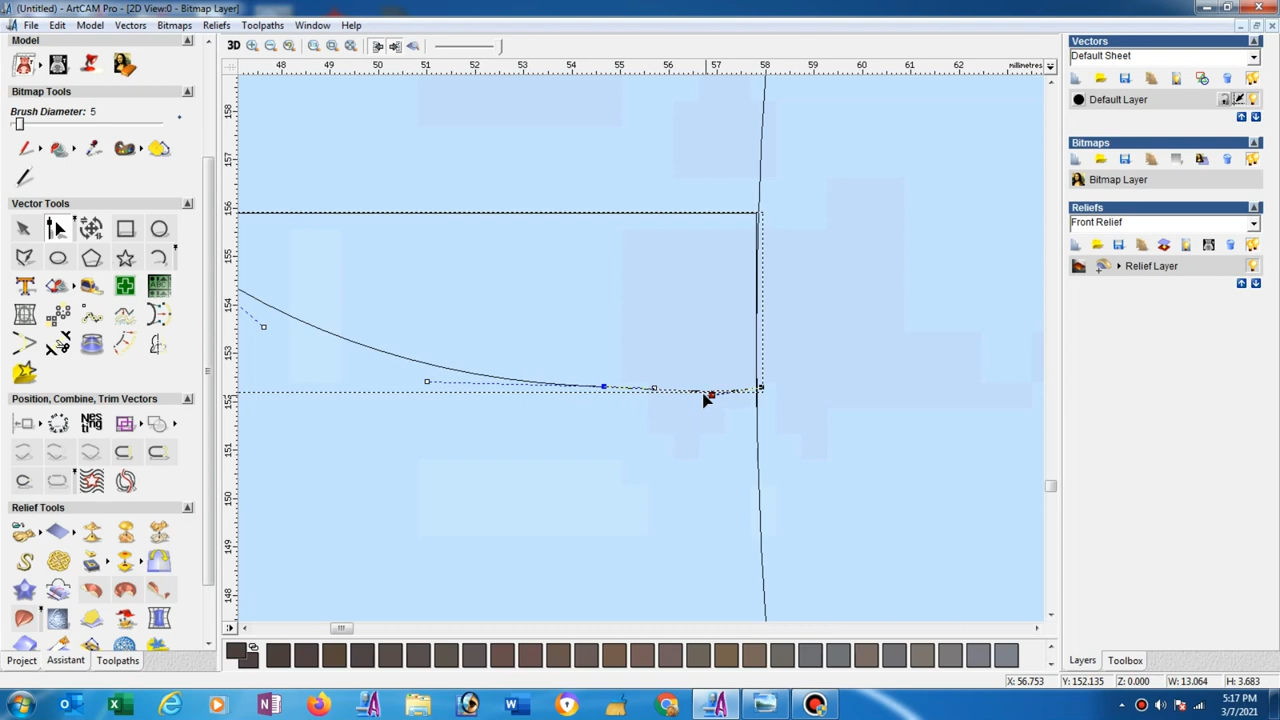 (Untitled) - ArtCAM Pro - [2D View:0 - Bitmap Layer]
File Edit Model Vectors Bitmaps Reliefs Toolpaths Window Help
Model
3D
48 49 50 51 52 53 54 55 56 57 58 59 60 61 62 millimetres
Bitmap Tools
Brush Diameter: 5
Vector Tools
Position, Combine, Trim Vectors
Relief Tools
Project Assistant Toolpaths
158
157
156
155
154
153
152
151
150
149
148
Vectors
Default Sheet
Default Layer
Bitmaps
Bitmap Layer
Reliefs
Front Relief
Relief Layer
Layers Toolbox
X: 56.753 Y: 152.135 Z: 0.000 W: 13.064 H: 3.683
5:17 PM
3/7/2021